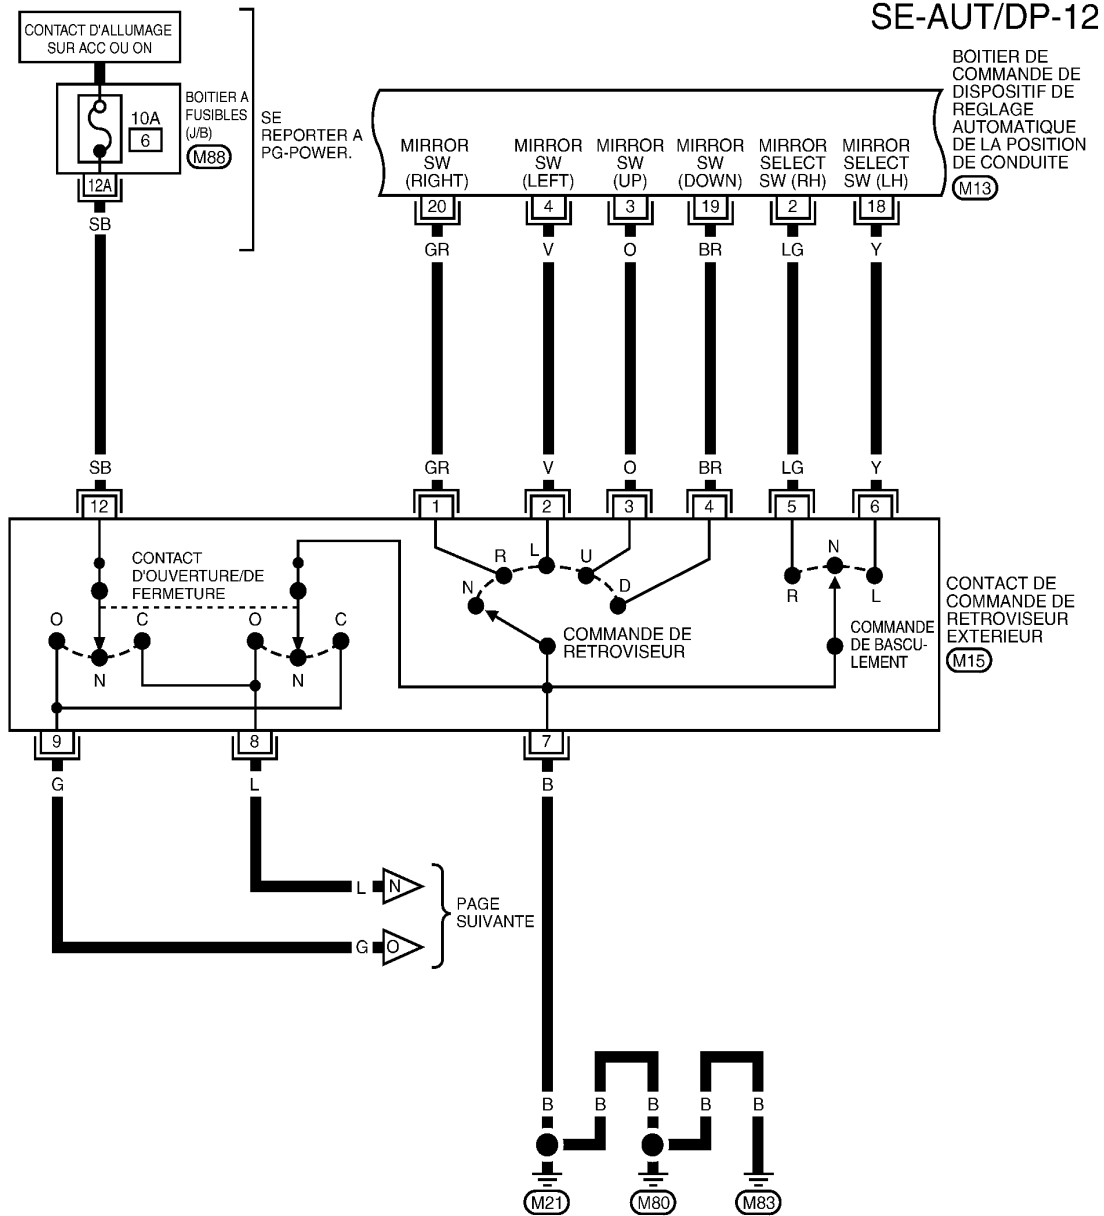 SE-AUT/DP-12
CONTACT D'ALLUMAGE
SUR ACC OU ON
10A
6
BOITIER A
FUSIBLES
(J/B)
M88
SE
REPORTER A
PG-POWER.
12A
SB
BOITIER DE
COMMANDE DE
DISPOSITIF DE
REGLAGE
AUTOMATIQUE
DE LA POSITION
DE CONDUITE
M13
MIRROR
SW
(RIGHT)
MIRROR
SW
(LEFT)
MIRROR
SW
(UP)
MIRROR
SW
(DOWN)
MIRROR
SELECT
SW (RH)
MIRROR
SELECT
SW (LH)
20 4 3 19 2 18
GR V O BR LG Y
SB GR V O BR LG Y
12 1 2 3 4 5 6
CONTACT
D'OUVERTURE/DE
FERMETURE
O C N
O C N
R L U
N D
COMMANDE DE
RETROVISEUR
N
R L
COMMANDE
DE BASCU-
LEMENT
CONTACT DE
COMMANDE DE
RETROVISEUR
EXTERIEUR
M15
9 8 7
G L B
L N
G O
PAGE
SUIVANTE
B B B B B
M21 M80 M83